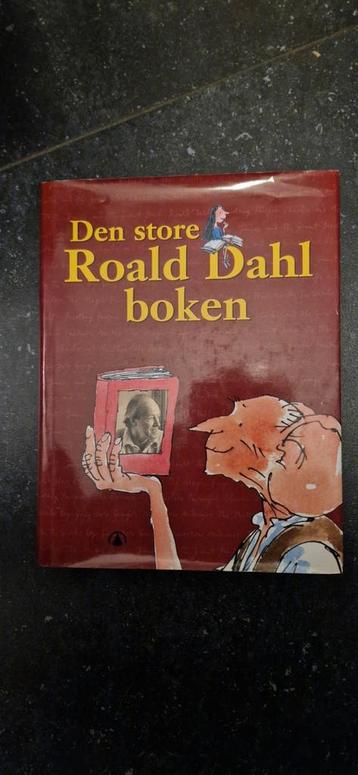 Den store
Roald Dahl
boken